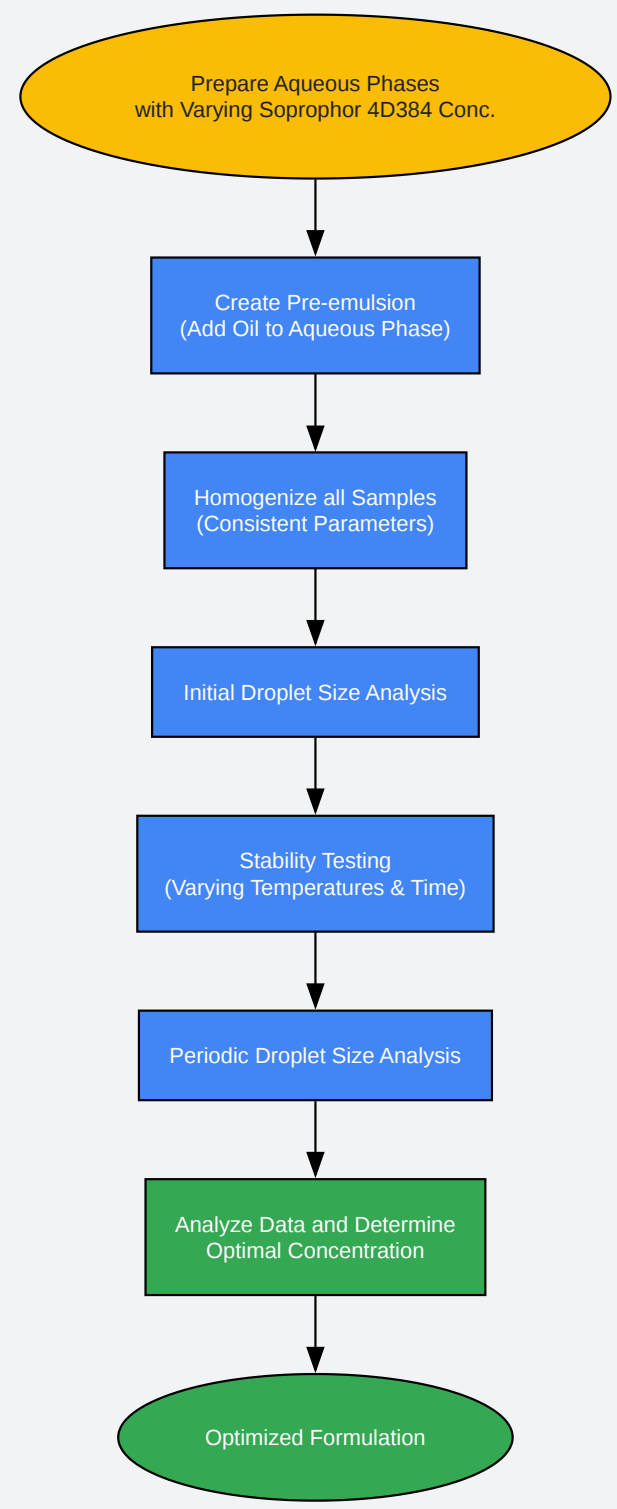 Prepare Aqueous Phases
with Varying Soprophor 4D384 Conc.
Create Pre-emulsion
(Add Oil to Aqueous Phase)
Homogenize all Samples
(Consistent Parameters)
Initial Droplet Size Analysis
Stability Testing
(Varying Temperatures & Time)
Periodic Droplet Size Analysis
Analyze Data and Determine
Optimal Concentration
Optimized Formulation